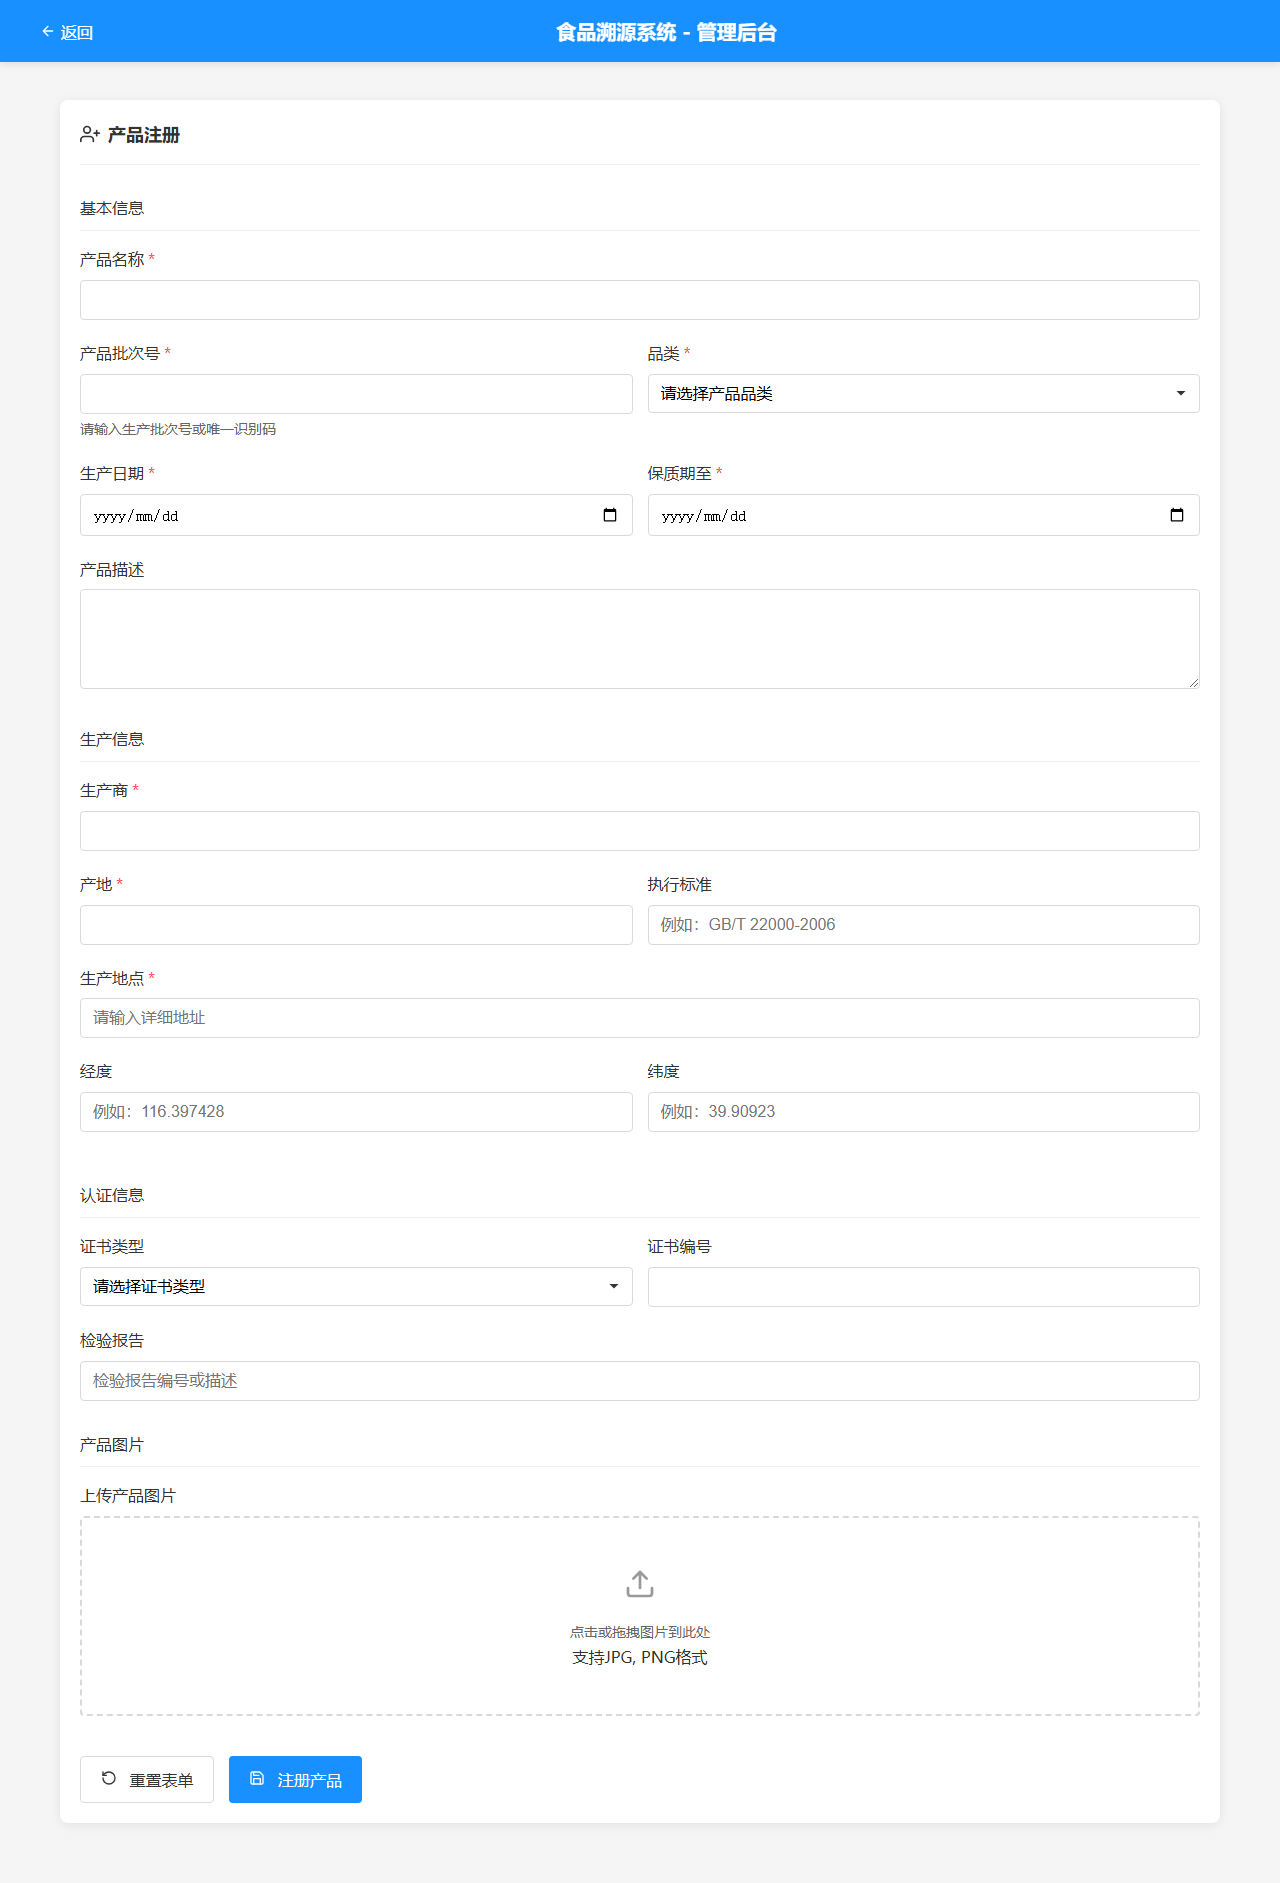 返回
食品溯源系统 - 管理后台
产品注册
基本信息
产品名称 *
产品批次号 *
品类 *
请选择产品品类
请输入生产批次号或唯一识别码
生产日期 *
保质期至 *
yyyy/mm/dd
yyyy/mm/dd
产品描述
生产信息
生产商 *
产地 *
执行标准
例如：GB/T 22000-2006
生产地点 *
请输入详细地址
经度
纬度
例如：116.397428
例如：39.90923
认证信息
证书类型
证书编号
请选择证书类型
检验报告
检验报告编号或描述
产品图片
上传产品图片
点击或拖拽图片到此处
支持JPG, PNG格式
重置表单
注册产品